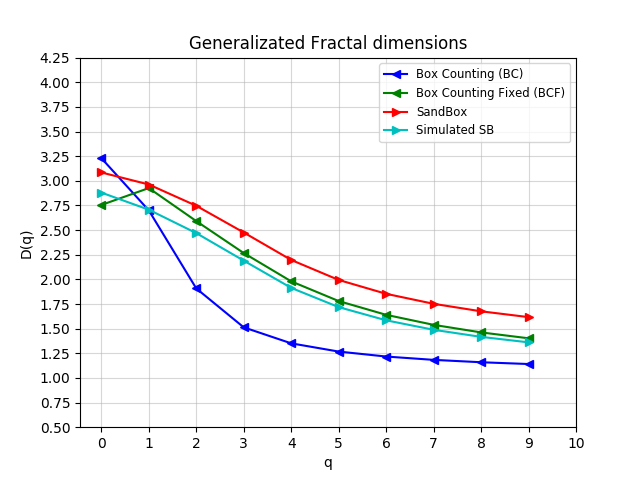 Generalizated Fractal dimensions
4.25
4.00
3.75
3.50
3.25
3.00
2.75
2.50
2.25
2.00
1.75
1.50
1.25
1.00
0.75
0.50
D(q)
Box Counting (BC)
Box Counting Fixed (BCF)
SandBox
Simulated SB
0 1 2 3 4 5 6 7 8 9 10
q